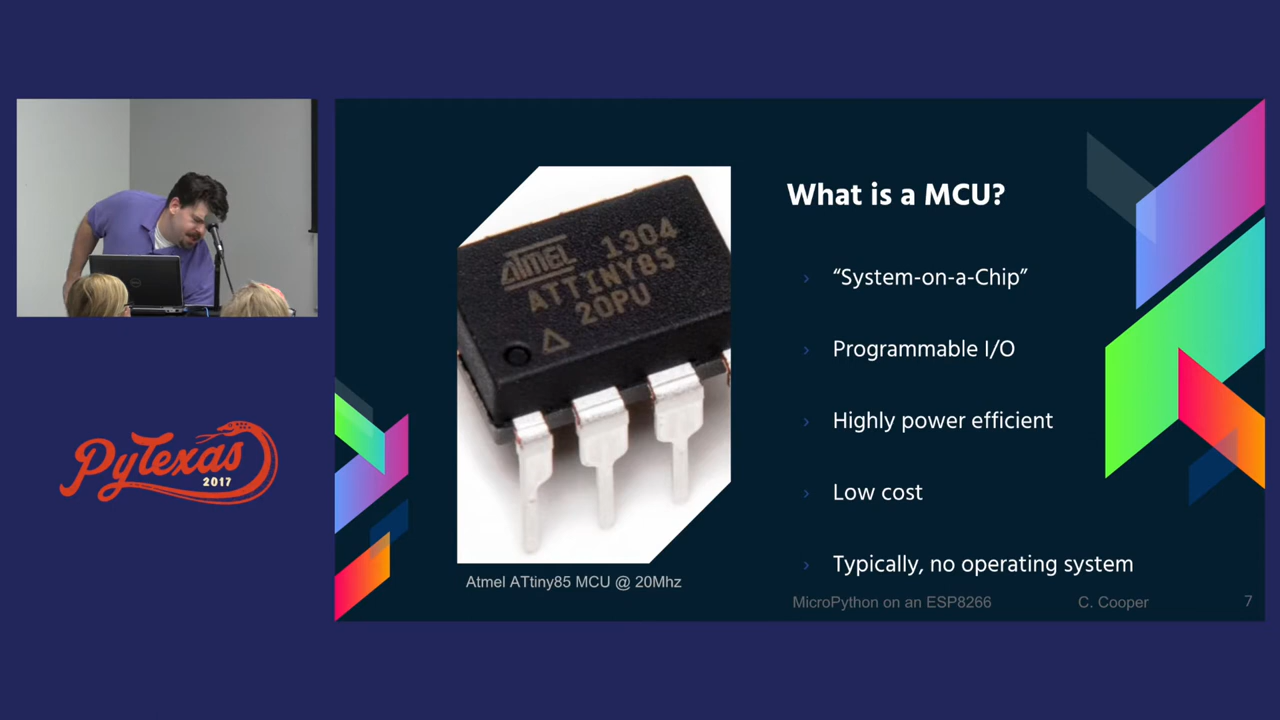 What is a MCU?
“System-on-a-Chip”
Programmable I/O
Highly power efficient
Low cost
Typically, no operating system
ATMEL 1304
ATTINY85
20PU
Atmel ATtiny85 MCU @ 20Mhz
MicroPython on an ESP8266 C. Cooper 7
PyTexas
2017